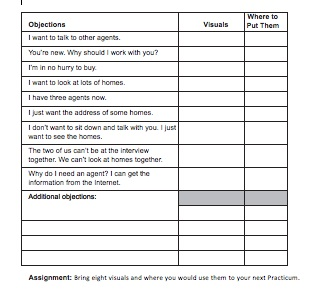 Where to
Objections Visuals Put Them
I want to talk to other agents.
You're new. Why should I work with you?
I'm in no hurry to buy.
I want to look at lots of homes.
I have three agents now.
I just want the address of some homes.
I don't want to sit down and talk with you. I just
want to see the homes.
The two of us can't be at the interview
together. We can't look at homes together.
Why do I need an agent? I can get the
information from the Internet.
Additional objections:
Assignment: Bring eight visuals and where you would use them to your next Practicum.